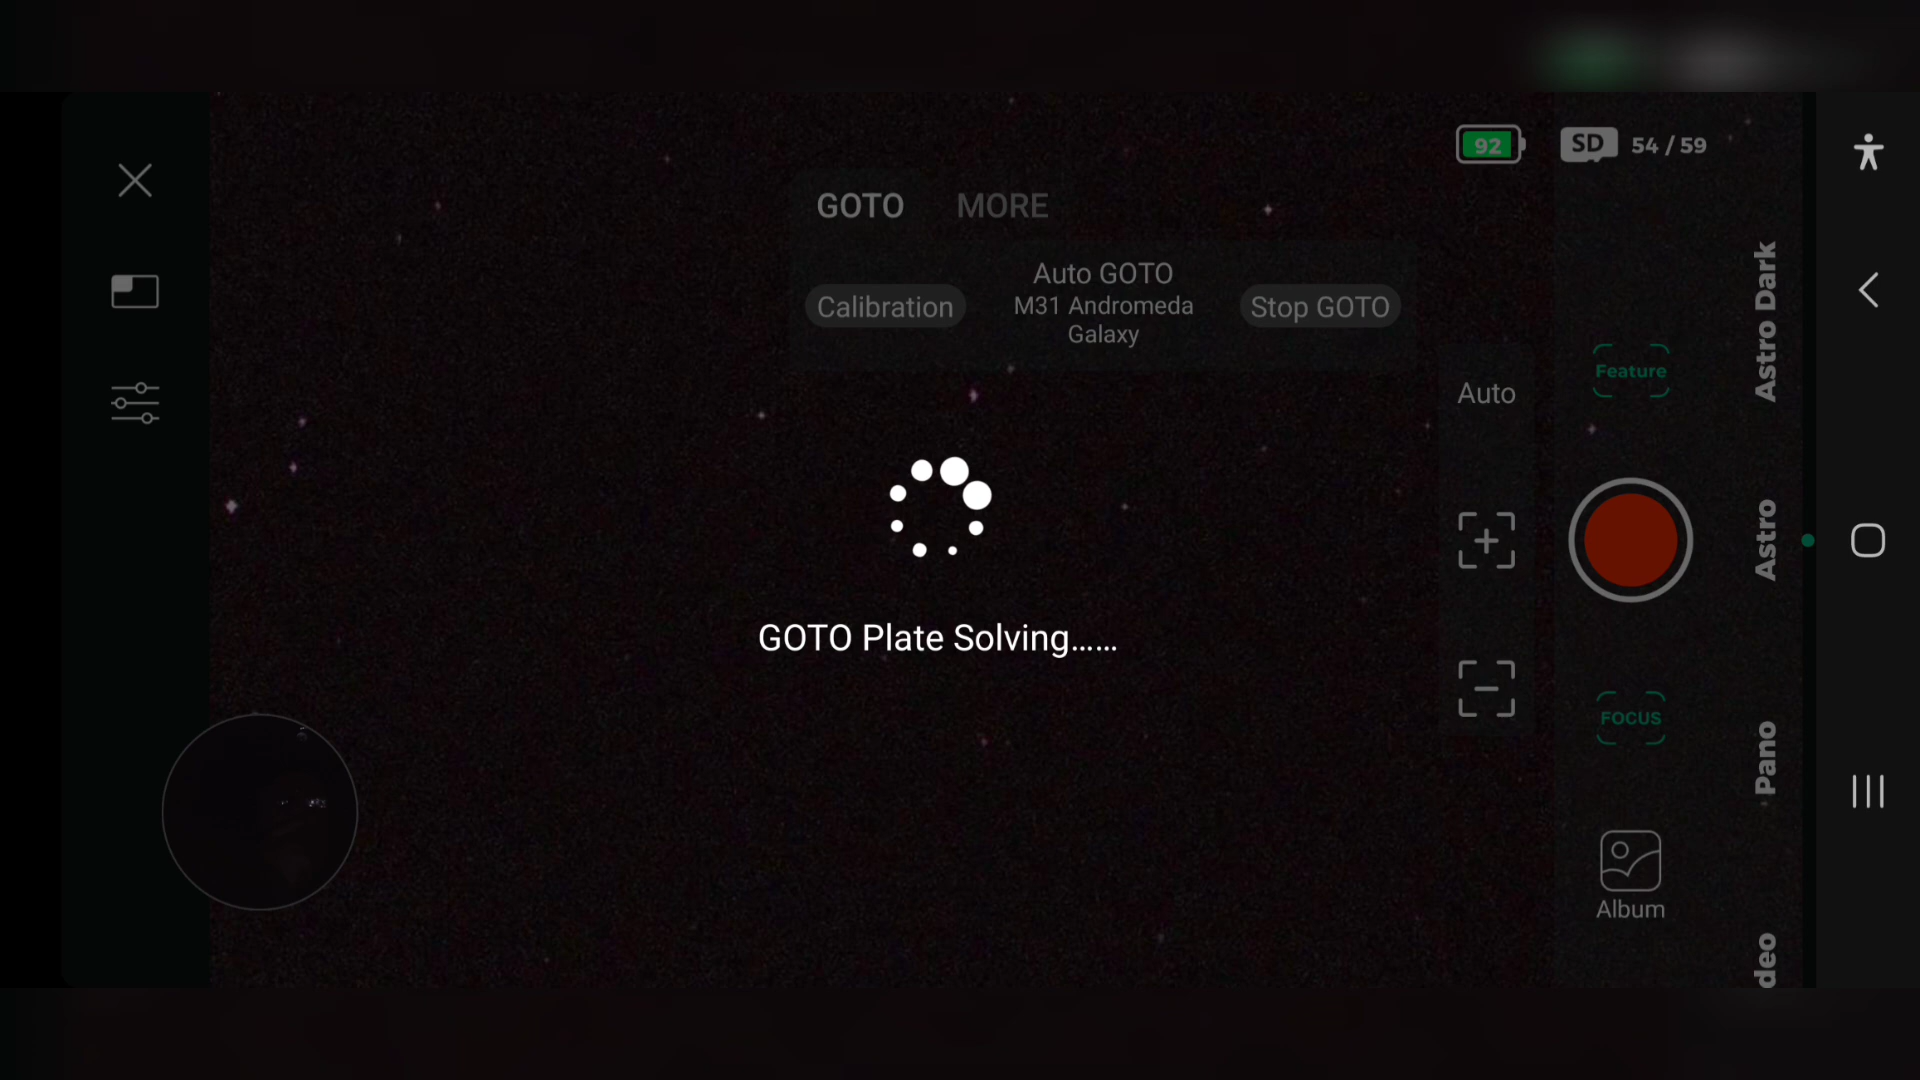 92
SD
54 / 59
GOTO
MORE
Calibration
Auto GOTO
M31 Andromeda
Galaxy
Stop GOTO
Auto
Feature
Astro Dark
Astro
GOTO Plate Solving......
FOCUS
Pano
Album
deo